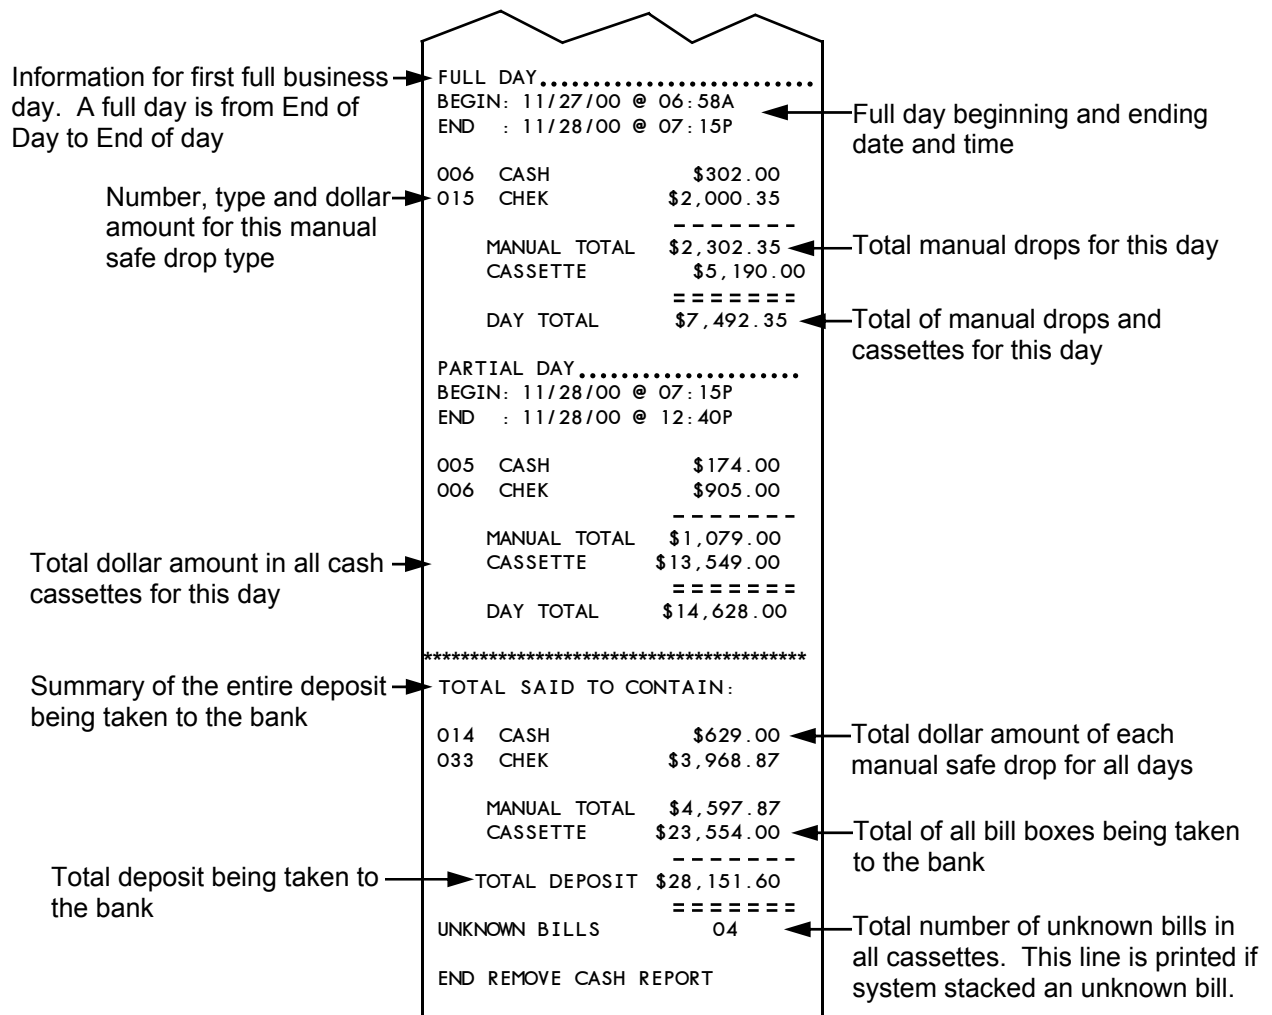 Information for first full business
day. A full day is from End of
Day to End of day
Number, type and dollar
amount for this manual
safe drop type
Total dollar amount in all cash
cassettes for this day
Summary of the entire deposit
being taken to the bank
Total deposit being taken to
the bank
FULL DAY..........................
BEGIN: 11/27/00 @ 06:58A
END : 11/28/00 @ 07:15P
006 CASH $302.00
015 CHEK $2,000.35
-------
MANUAL TOTAL $2,302.35
CASSETTE $5,190.00
=======
DAY TOTAL $7,492.35
PARTIAL DAY.....................
BEGIN: 11/28/00 @ 07:15P
END : 11/28/00 @ 12:40P
005 CASH $174.00
006 CHEK $905.00
-------
MANUAL TOTAL $1,079.00
CASSETTE $13,549.00
=======
DAY TOTAL $14,628.00
*****************************************
TOTAL SAID TO CONTAIN:
014 CASH $629.00
033 CHEK $3,968.87
MANUAL TOTAL $4,597.87
CASSETTE $23,554.00
-------
TOTAL DEPOSIT $28,151.60
=======
UNKNOWN BILLS 04
END REMOVE CASH REPORT
Full day beginning and ending
date and time
Total manual drops for this day
Total of manual drops and
cassettes for this day
Total dollar amount of each
manual safe drop for all days
Total of all bill boxes being taken
to the bank
Total number of unknown bills in
all cassettes. This line is printed if
system stacked an unknown bill.